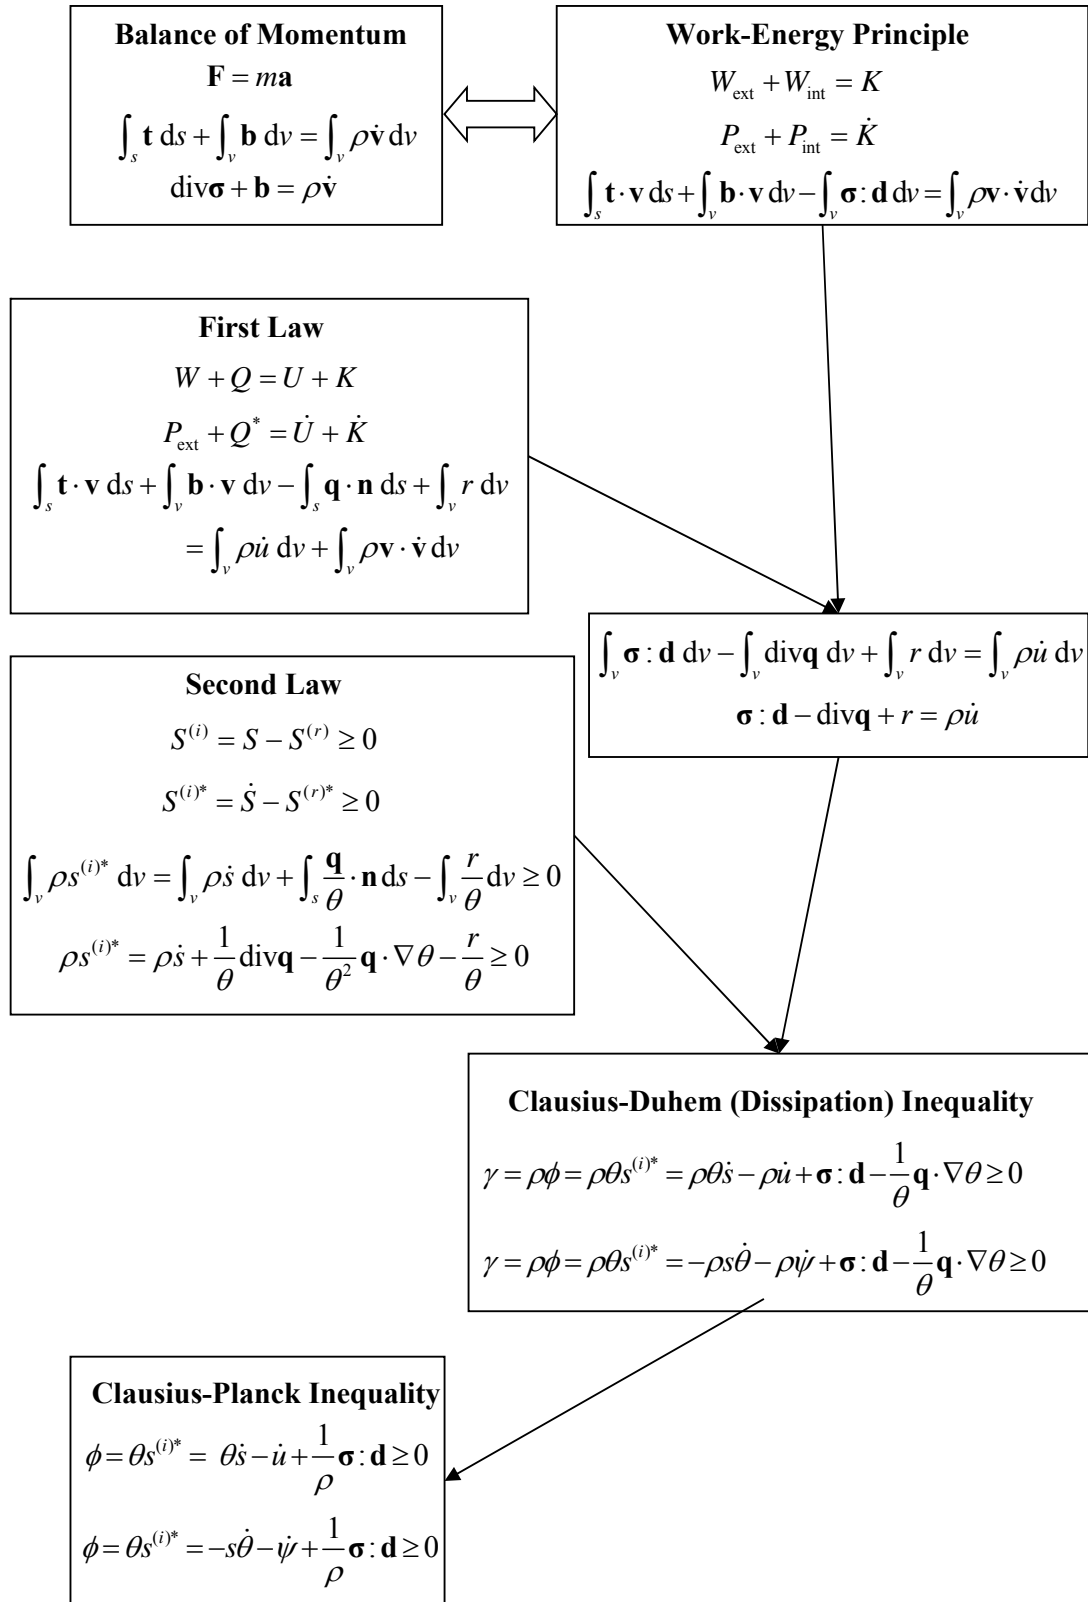 Balance of Momentum
F = ma
∫_s t ds + ∫_v b dv = ∫_v ρv̇ dv
divσ + b = ρv̇
Work-Energy Principle
W_ext + W_int = K
P_ext + P_int = K̇
∫_s t · v ds + ∫_v b · v dv − ∫_v σ : d dv = ∫_v ρv · v̇ dv
First Law
W + Q = U + K
P_ext + Q^* = U̇ + K̇
∫_s t · v ds + ∫_v b · v dv − ∫_s q · n ds + ∫_v r dv
= ∫_v ρu̇ dv + ∫_v ρv · v̇ dv
∫_v σ : d dv − ∫_v divq dv + ∫_v r dv = ∫_v ρu̇ dv
σ : d − divq + r = ρu̇
Second Law
S^(i) = S − S^(r) ≥ 0
S^(i)* = Ṡ − S^(r)* ≥ 0
∫_v ρs^(i)* dv = ∫_v ρṡ dv + ∫_s q/θ · n ds − ∫_v r/θ dv ≥ 0
ρs^(i)* = ρṡ + 1/θ divq − 1/θ² q · ∇θ − r/θ ≥ 0
Clausius-Duhem (Dissipation) Inequality
γ = ρϕ = ρθs^(i)* = ρθṡ − ρu̇ + σ : d − 1/θ q · ∇θ ≥ 0
γ = ρϕ = ρθs^(i)* = −ρsθ̇ − ρψ̇ + σ : d − 1/θ q · ∇θ ≥ 0
Clausius-Planck Inequality
ϕ = θs^(i)* = θṡ − u̇ + 1/ρ σ : d ≥ 0
ϕ = θs^(i)* = −sθ̇ − ψ̇ + 1/ρ σ : d ≥ 0